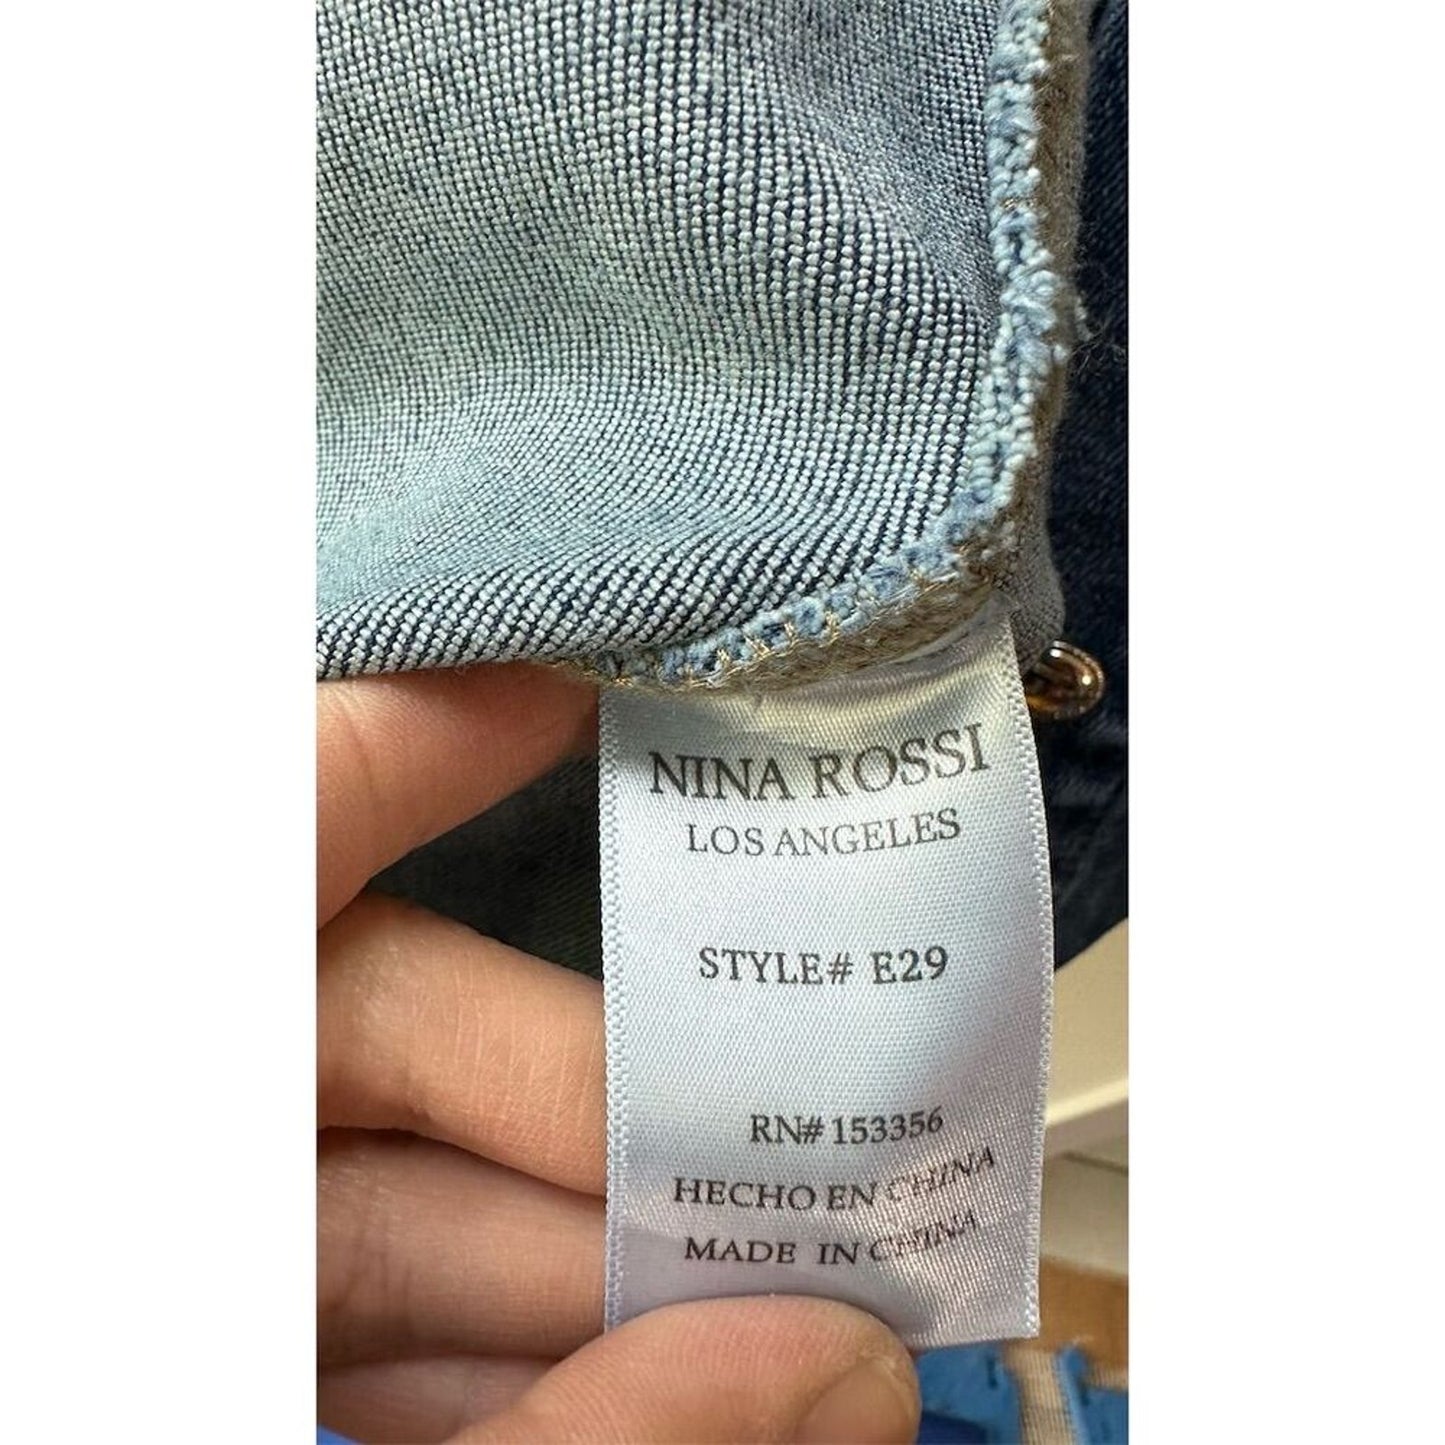 NINA ROSSI
LOS ANGELES
STYLE# E29
RN# 153356
HECHO EN CHINA
MADE IN CHINA